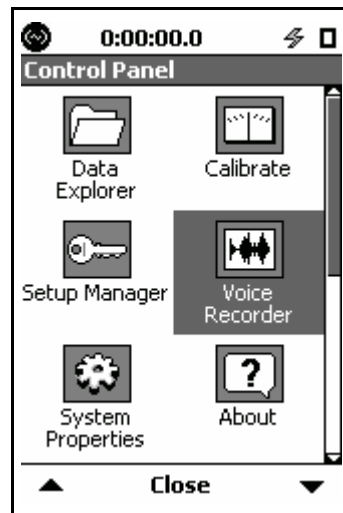 0:00:00.0
Control Panel
Data
Explorer
Calibrate
Setup Manager
Voice
Recorder
System
Properties
?
About
Close